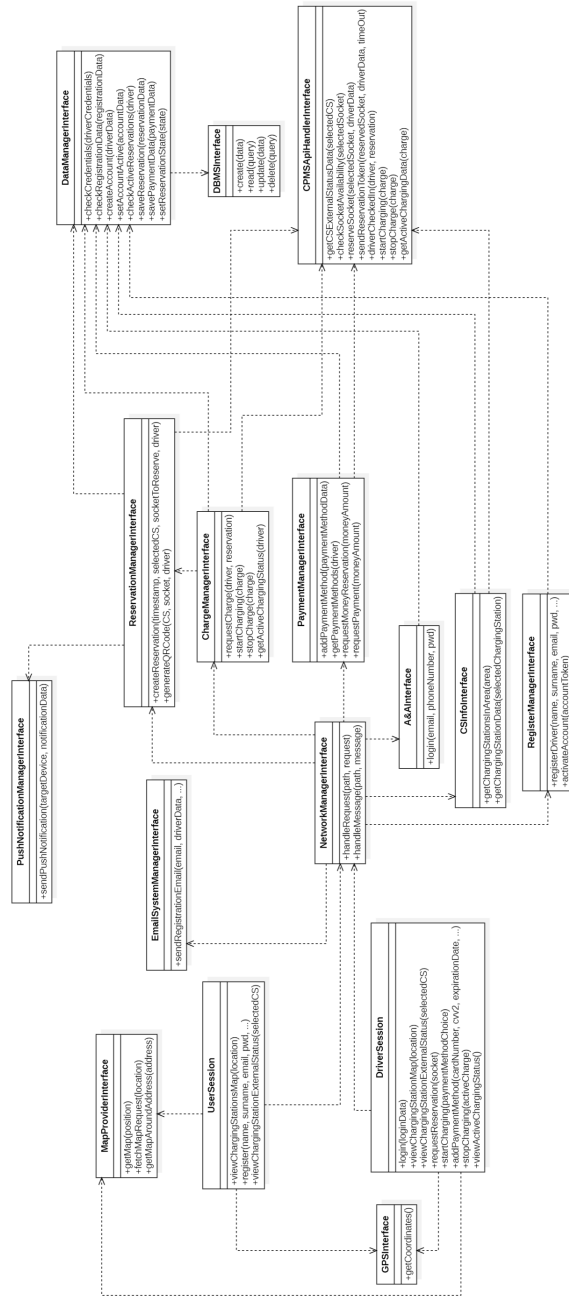 PushNotificationManagerInterface
+sendPushNotification(targetDevice, notificationData)
MapProviderInterface
+getMap(position)
+fetchMapRequest(location)
+getMapAroundAddress(address)
EmailSystemManagerInterface
+sendRegistrationEmail(email, driverData, ...)
ReservationManagerInterface
+createReservation(timestamp, selectedCS, socketToReserve, driver)
+generateQRCode(CS, socket, driver)
DataManagerInterface
+checkCredentials(driverCredentials)
+checkRegistrationData(registrationData)
+createAccount(driverData)
+setAccountActive(accountData)
+checkActiveReservations(driver)
+saveReservation(reservationData)
+savePaymentData(paymentData)
+setReservationState(state)
UserSession
+viewChargingStationsMap(location)
+register(name, surname, email, pwd, ...)
+viewChargingStationExternalStatus(selectedCS)
ChargeManagerInterface
+requestCharge(driver, reservation)
+startCharging(charge)
+stopCharge(charge)
+getActiveChargingStatus(driver)
DBMSInterface
+create(data)
+read(query)
+update(data)
+delete(query)
NetworkManagerInterface
+handleRequest(path, request)
+handleMessage(path, message)
PaymentManagerInterface
+addPaymentMethod(paymentMethodData)
+getPaymentMethods(driver)
+requestMoneyReservation(moneyAmount)
+requestPayment(moneyAmount)
CPMSApiHandlerInterface
+getCSExternalStatusData(selectedCS)
+checkSocketAvailability(selectedSocket)
+reserveSocket(selectedSocket, driverData)
+sendReservationToken(reservedSocket, driverData, timeOut)
+driverCheckedIn(driver, reservation)
+startCharging(charge)
+stopCharge(charge)
+getActiveChargingData(charge)
GPSInterface
+getCoordinates()
DriverSession
+login(loginData)
+viewChargingStationMap(location)
+viewChargingStationExternalStatus(selectedCS)
+requestReservation(socket)
+startCharging(paymentMethodChoice)
+addPaymentMethod(cardNumber, cvv2, expirationDate, ...)
+stopCharging(activeCharge)
+viewActiveChargingStatus()
A&AInterface
+login(email, phoneNumber, pwd)
CSInfoInterface
+getChargingStationsInArea(area)
+getChargingStationData(selectedChargingStation)
RegisterManagerInterface
+registerDriver(name, surname, email, pwd, ...)
+activateAccount(accountToken)